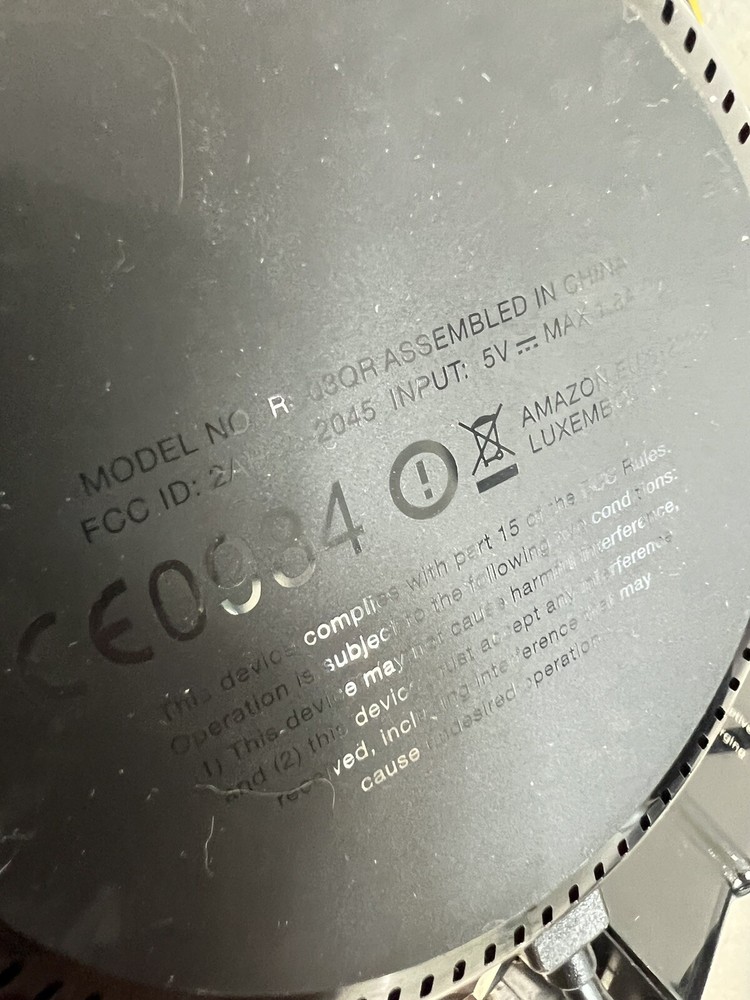 MODEL NO ASSEMBLED IN CHINA
FCC ID: 2045 INPUT: 5V MAX
CE0984
AMAZON
This device complies with part 15 of the FCC Rules.
Operation is subject to the following conditions:
1) This device may not cause harmful interference,
and (2) this device must accept any interference
received, including interference that may
cause undesired operation.